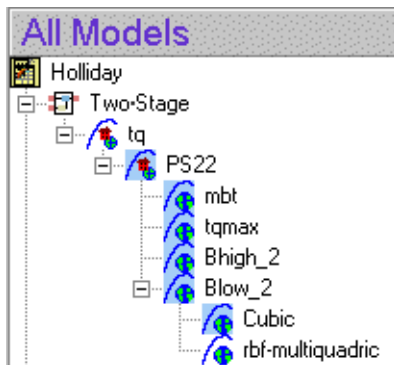 All Models
Holliday
Two-Stage
tq
PS22
mbt
tqmax
Bhigh_2
Blow_2
Cubic
rbf-multiquadric